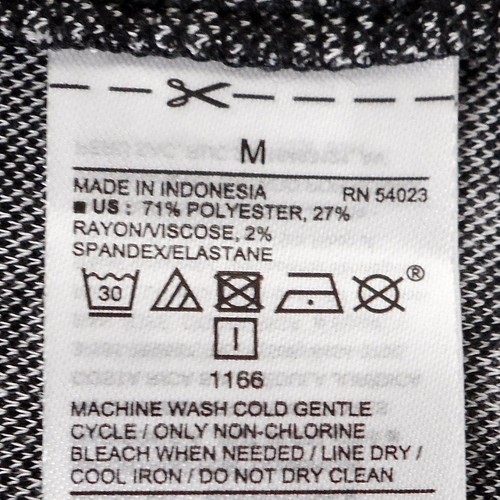 M
MADE IN INDONESIA RN 54023
■ US : 71% POLYESTER, 27%
RAYON/VISCOSE, 2%
SPANDEX/ELASTANE
30 ®
1166
MACHINE WASH COLD GENTLE
CYCLE / ONLY NON-CHLORINE
BLEACH WHEN NEEDED / LINE DRY /
COOL IRON / DO NOT DRY CLEAN